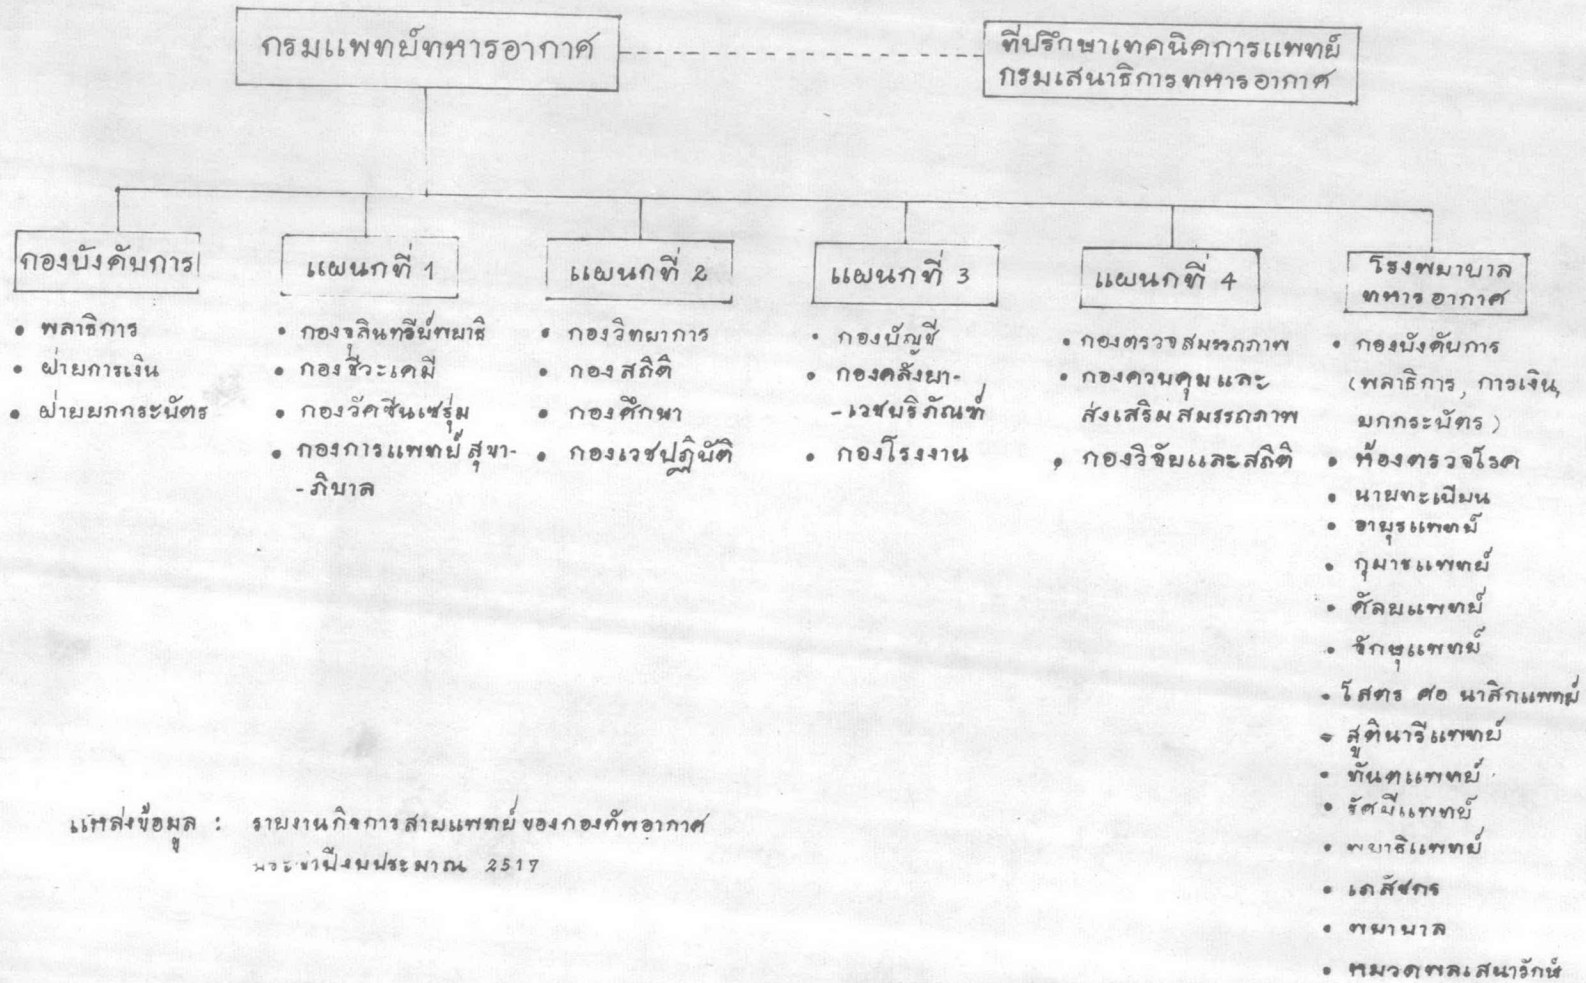 กรมแพทย์ทหารอากาศ
ที่ปรึกษาเทคนิคการแพทย์
กรมเสนาธิการทหารอากาศ
กองบังคับการ
• พลาธิการ
• ฝ่ายการเงิน
• ฝ่ายยกกระบัตร
แผนกที่ 1
• กองจุลินทรีย์พยาธิ
• กองชีวะเคมี
• กองวัคซีนเซรุ่ม
• กองการแพทย์สุขา-
-ภิบาล
แผนกที่ 2
• กองวิทยาการ
• กองสถิติ
• กองศึกษา
• กองเวชปฏิบัติ
แผนกที่ 3
• กองบัญชี
• กองคลังยา-
-เวชบริภัณฑ์
• กองโรงงาน
แผนกที่ 4
• กองตรวจสมรรถภาพ
• กองควบคุมและ
ส่งเสริมสมรรถภาพ
• กองวิจัยและสถิติ
โรงพยาบาล
ทหารอากาศ
• กองบังคับการ
(พลาธิการ, การเงิน,
ยกกระบัตร)
• ห้องตรวจโรค
• นายทะเบียน
• อายุรแพทย์
• กุมารแพทย์
• ศัลยแพทย์
• จักษุแพทย์
• โสตร ศอ นาสิกแพทย์
• สูตินารีแพทย์
• ทันตแพทย์
• รัศมีแพทย์
• พยาธิแพทย์
• เภสัชกร
• พยาบาล
• หมวดพลเสนารักษ์
แหล่งข้อมูล : รายงานกิจการสายแพทย์ของกองทัพอากาศ
ประจำปีงบประมาณ 2517